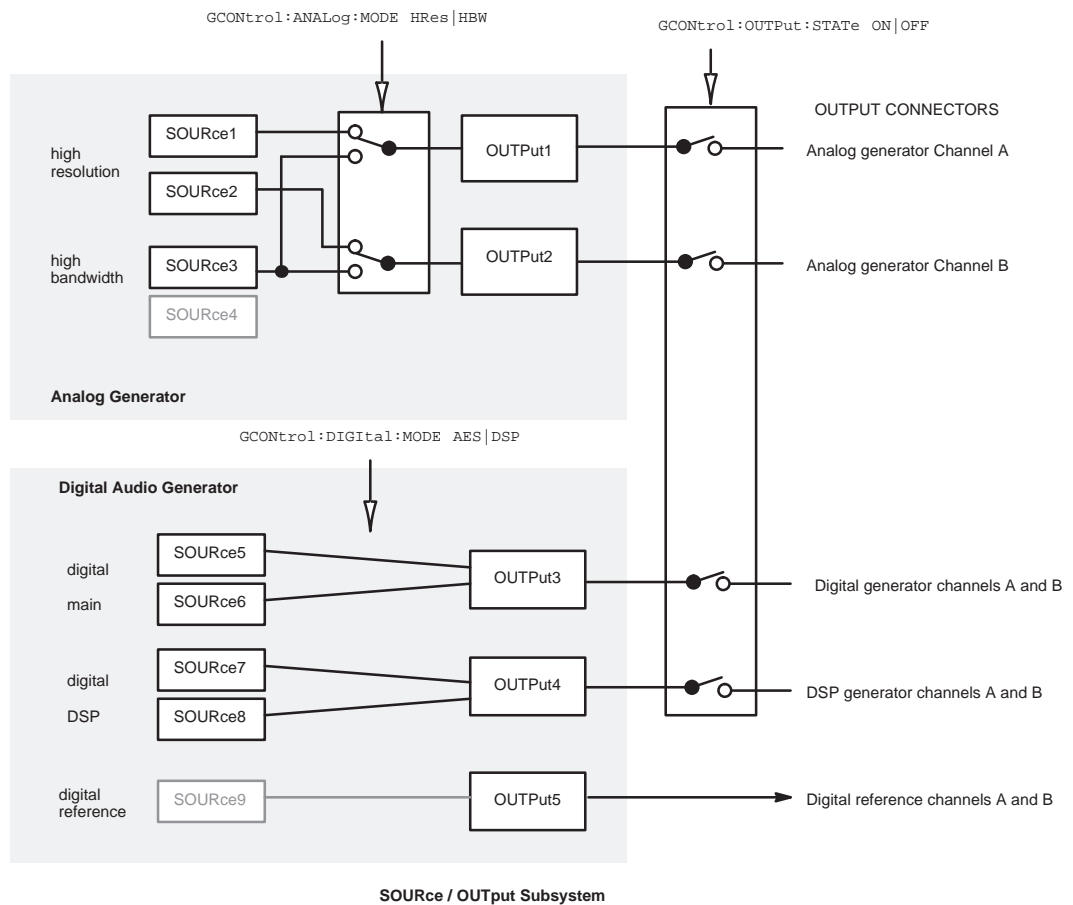 GCONtrol:ANALog:MODE HRes|HBW
GCONtrol:OUTPut:STATe ON|OFF
OUTPUT CONNECTORS
high
resolution
SOURce1
SOURce2
OUTPut1
Analog generator Channel A
high
bandwidth
SOURce3
SOURce4
OUTPut2
Analog generator Channel B
Analog Generator
GCONtrol:DIGItal:MODE AES|DSP
Digital Audio Generator
digital
main
SOURce5
SOURce6
OUTPut3
Digital generator channels A and B
digital
DSP
SOURce7
SOURce8
OUTPut4
DSP generator channels A and B
digital
reference
SOURce9
OUTPut5
Digital reference channels A and B
SOURce / OUTput Subsystem